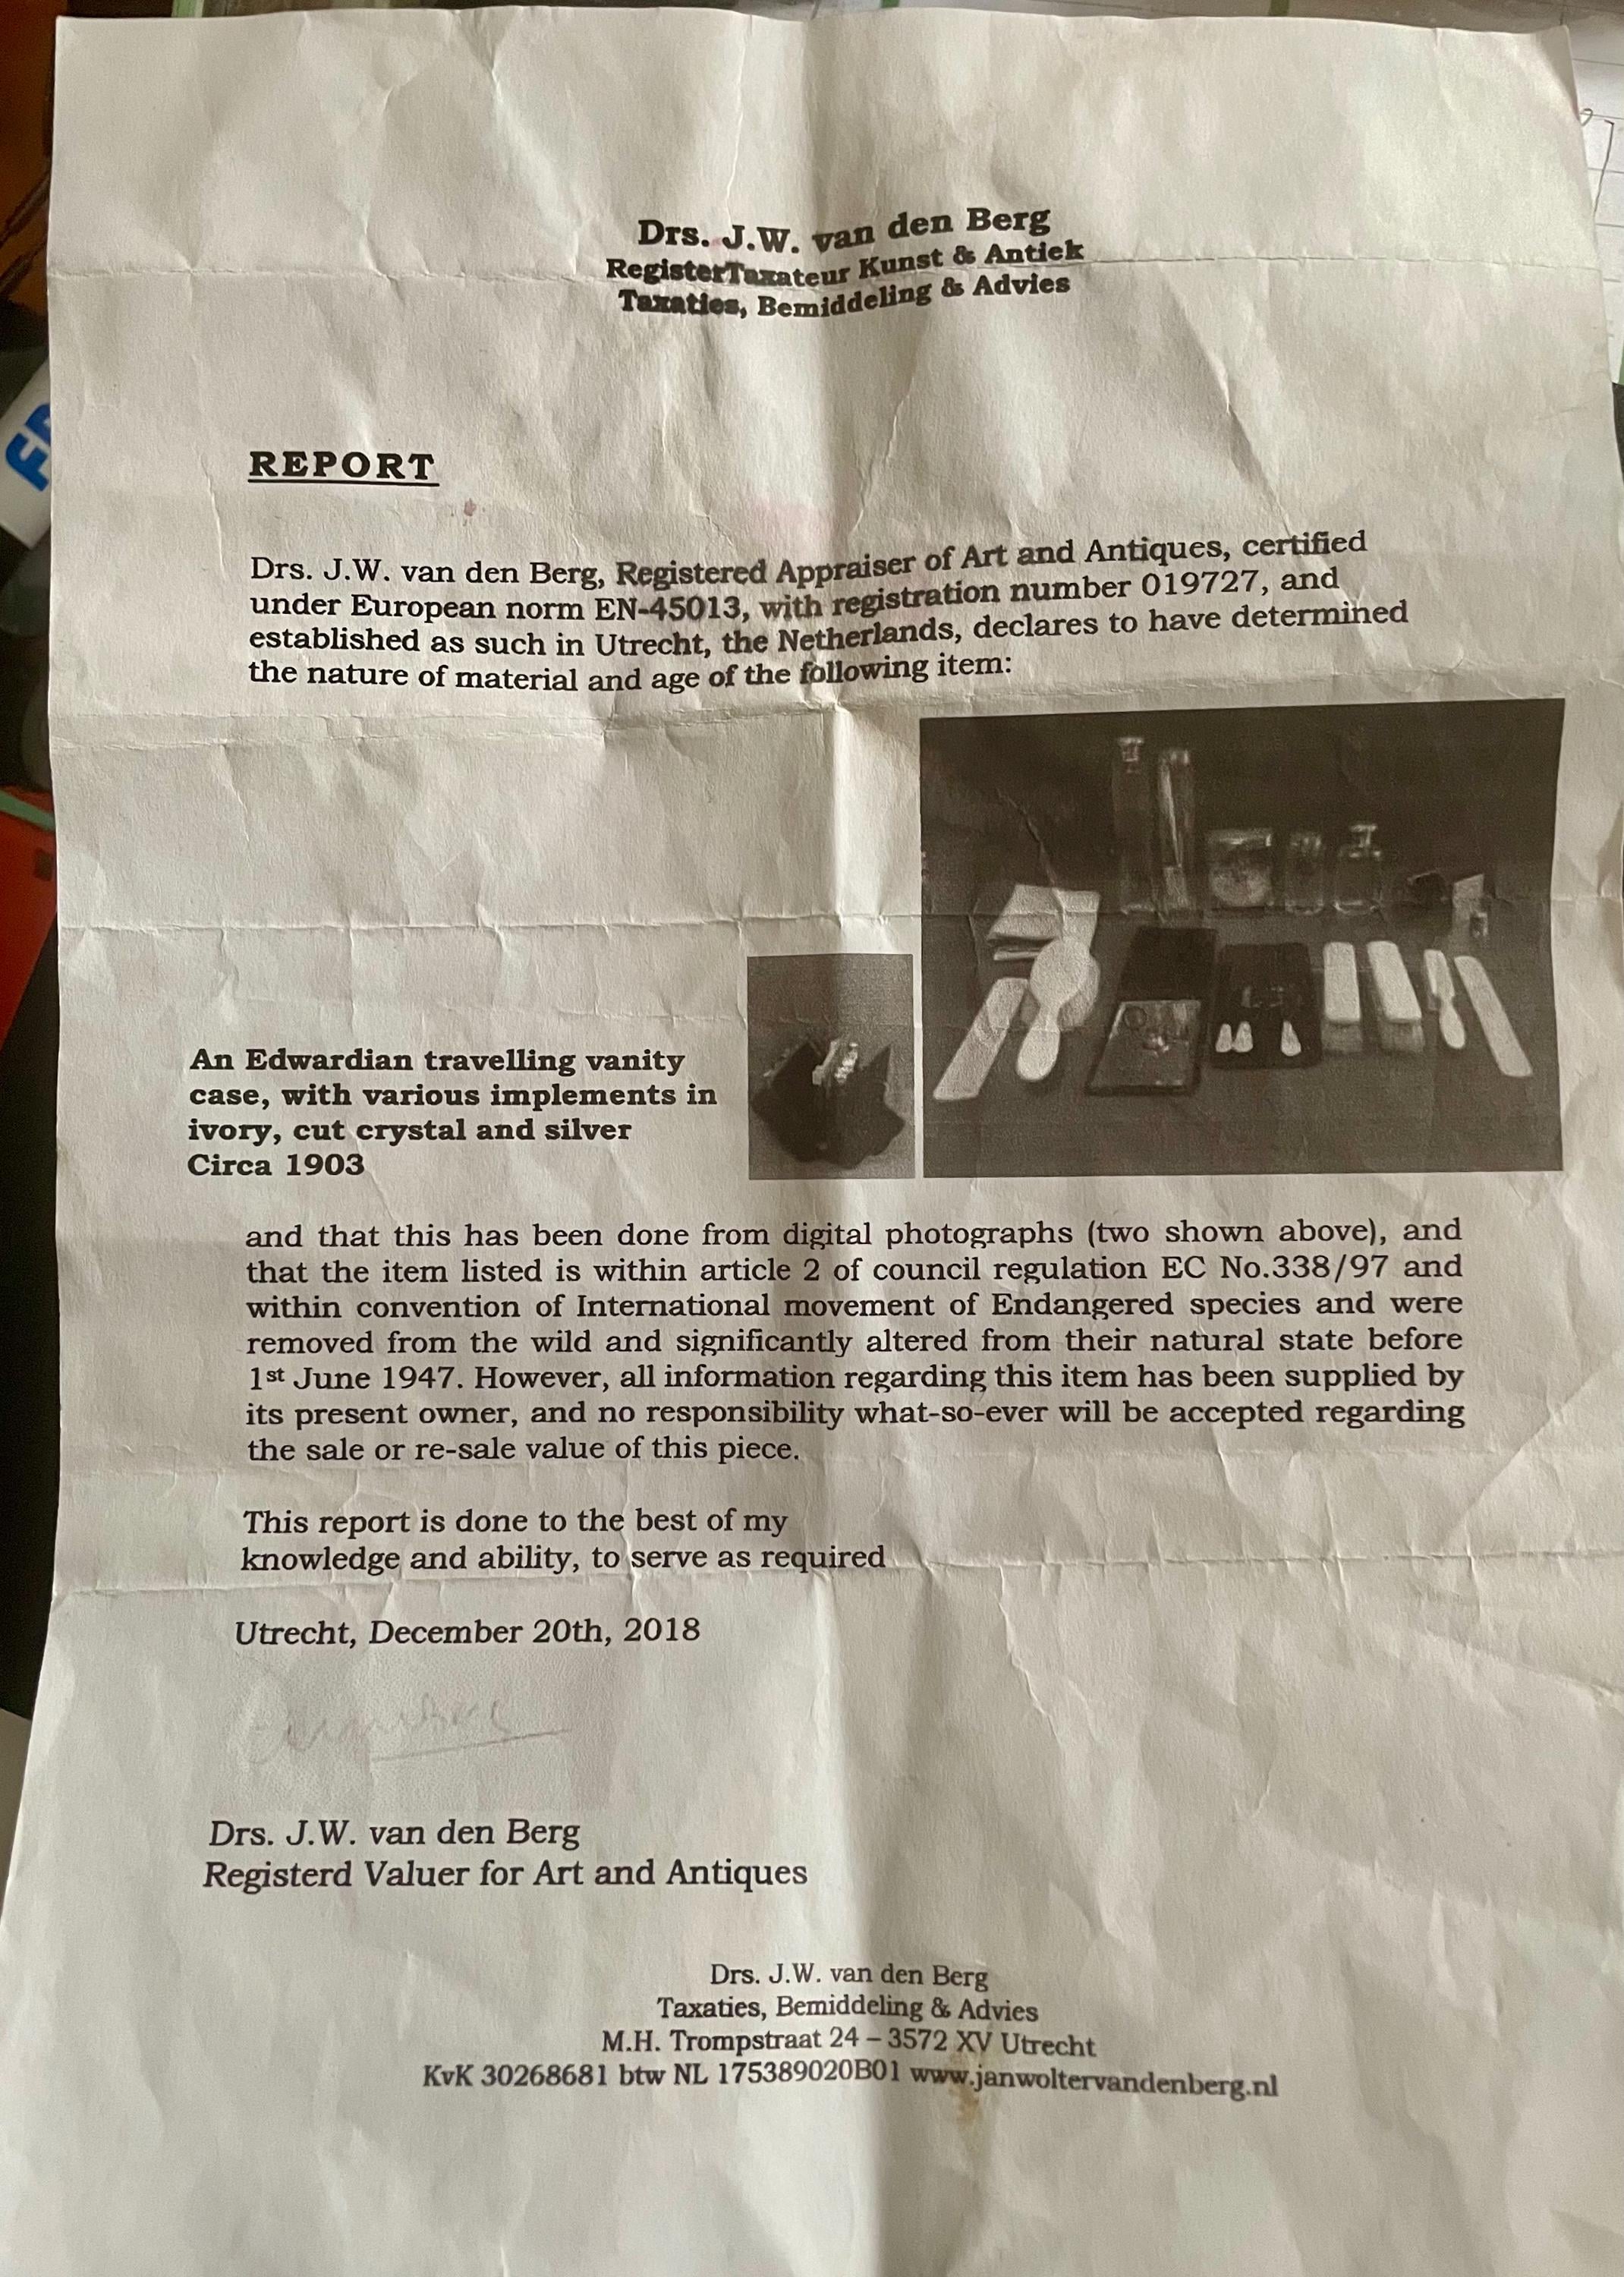 Drs. J.W. van den Berg
RegisterTaxateur Kunst & Antiek
Taxaties, Bemiddeling & Advies
REPORT
Drs. J.W. van den Berg, Registered Appraiser of Art and Antiques, certified
under European norm EN-45013, with registration number 019727, and
established as such in Utrecht, the Netherlands, declares to have determined
the nature of material and age of the following item:
An Edwardian travelling vanity
case, with various implements in
ivory, cut crystal and silver
Circa 1903
and that this has been done from digital photographs (two shown above), and
that the item listed is within article 2 of council regulation EC No.338/97 and
within convention of International movement of Endangered species and were
removed from the wild and significantly altered from their natural state before
1st June 1947. However, all information regarding this item has been supplied by
its present owner, and no responsibility what-so-ever will be accepted regarding
the sale or re-sale value of this piece.
This report is done to the best of my
knowledge and ability, to serve as required
Utrecht, December 20th, 2018
Drs. J.W. van den Berg
Registerd Valuer for Art and Antiques
Drs. J.W. van den Berg
Taxaties, Bemiddeling & Advies
M.H. Trompstraat 24 – 3572 XV Utrecht
KvK 30268681 btw NL 175389020B01 www.janwoltervandenberg.nl